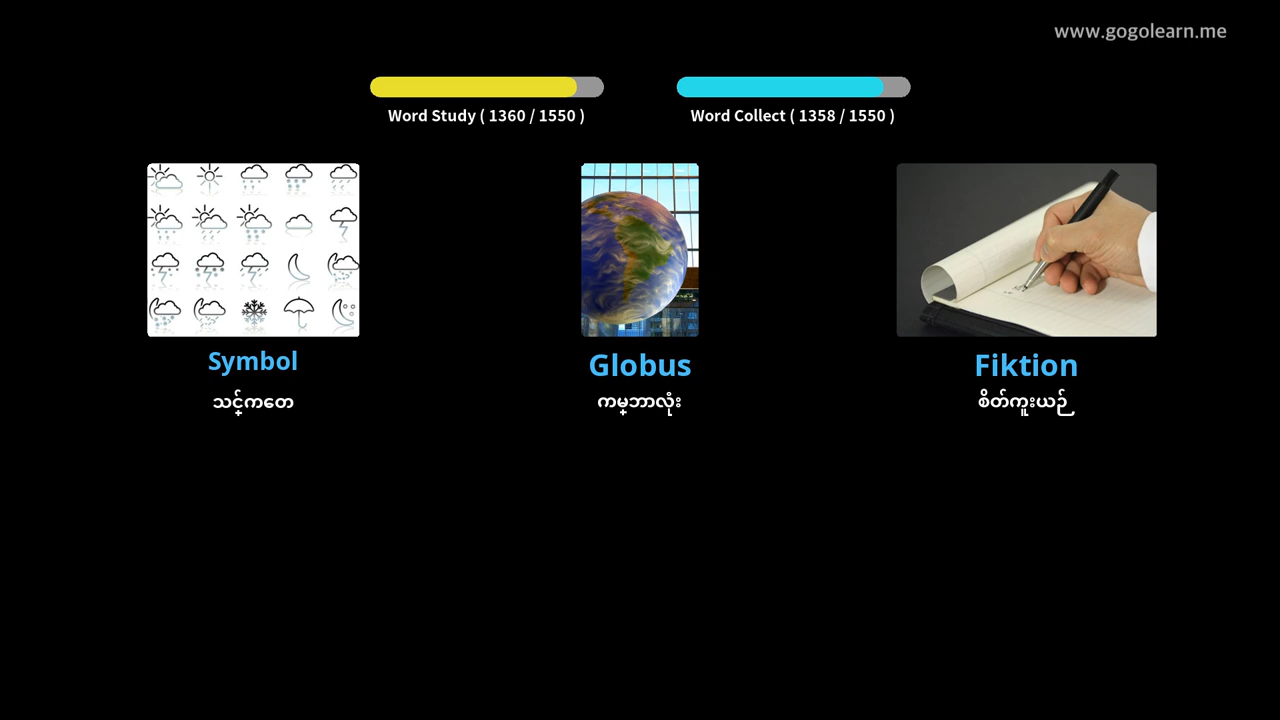 www.gogolearn.me
Word Study ( 1360 / 1550 )
Word Collect ( 1358 / 1550 )
Symbol
Globus
Fiktion
သင်္ကတေ
ကမ္ဘာလုံး
စိတ်ကူးယဉ်